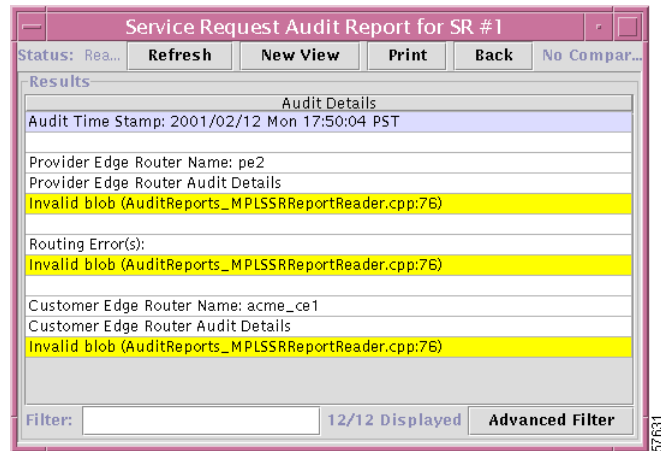 Service Request Audit Report for SR #1
Status: Rea... Refresh New View Print Back No Compar...
Results
Audit Details
Audit Time Stamp: 2001/02/12 Mon 17:50:04 PST
Provider Edge Router Name: pe2
Provider Edge Router Audit Details
Invalid blob (AuditReports_MPLSSRReportReader.cpp:76)
Routing Error(s):
Invalid blob (AuditReports_MPLSSRReportReader.cpp:76)
Customer Edge Router Name: acme_ce1
Customer Edge Router Audit Details
Invalid blob (AuditReports_MPLSSRReportReader.cpp:76)
Filter: 12/12 Displayed Advanced Filter
57631